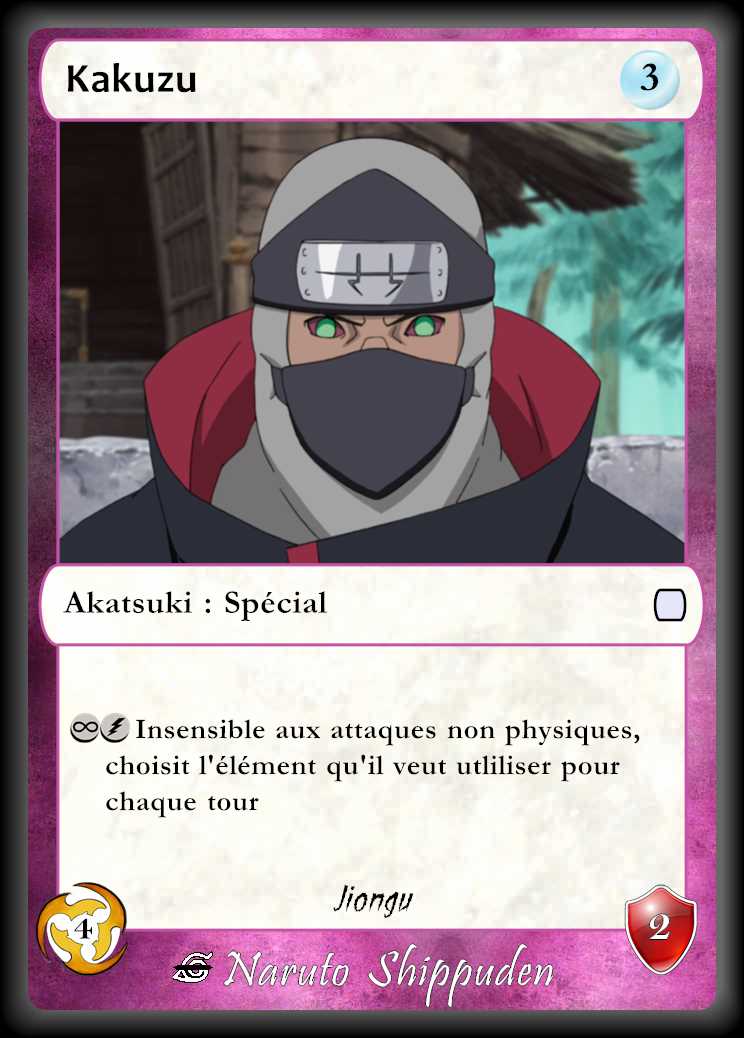 Kakuzu
3
Akatsuki : Spécial
Insensible aux attaques non physiques,
choisit l'élément qu'il veut utliliser pour
chaque tour
Jiongu
4
2
Naruto Shippuden